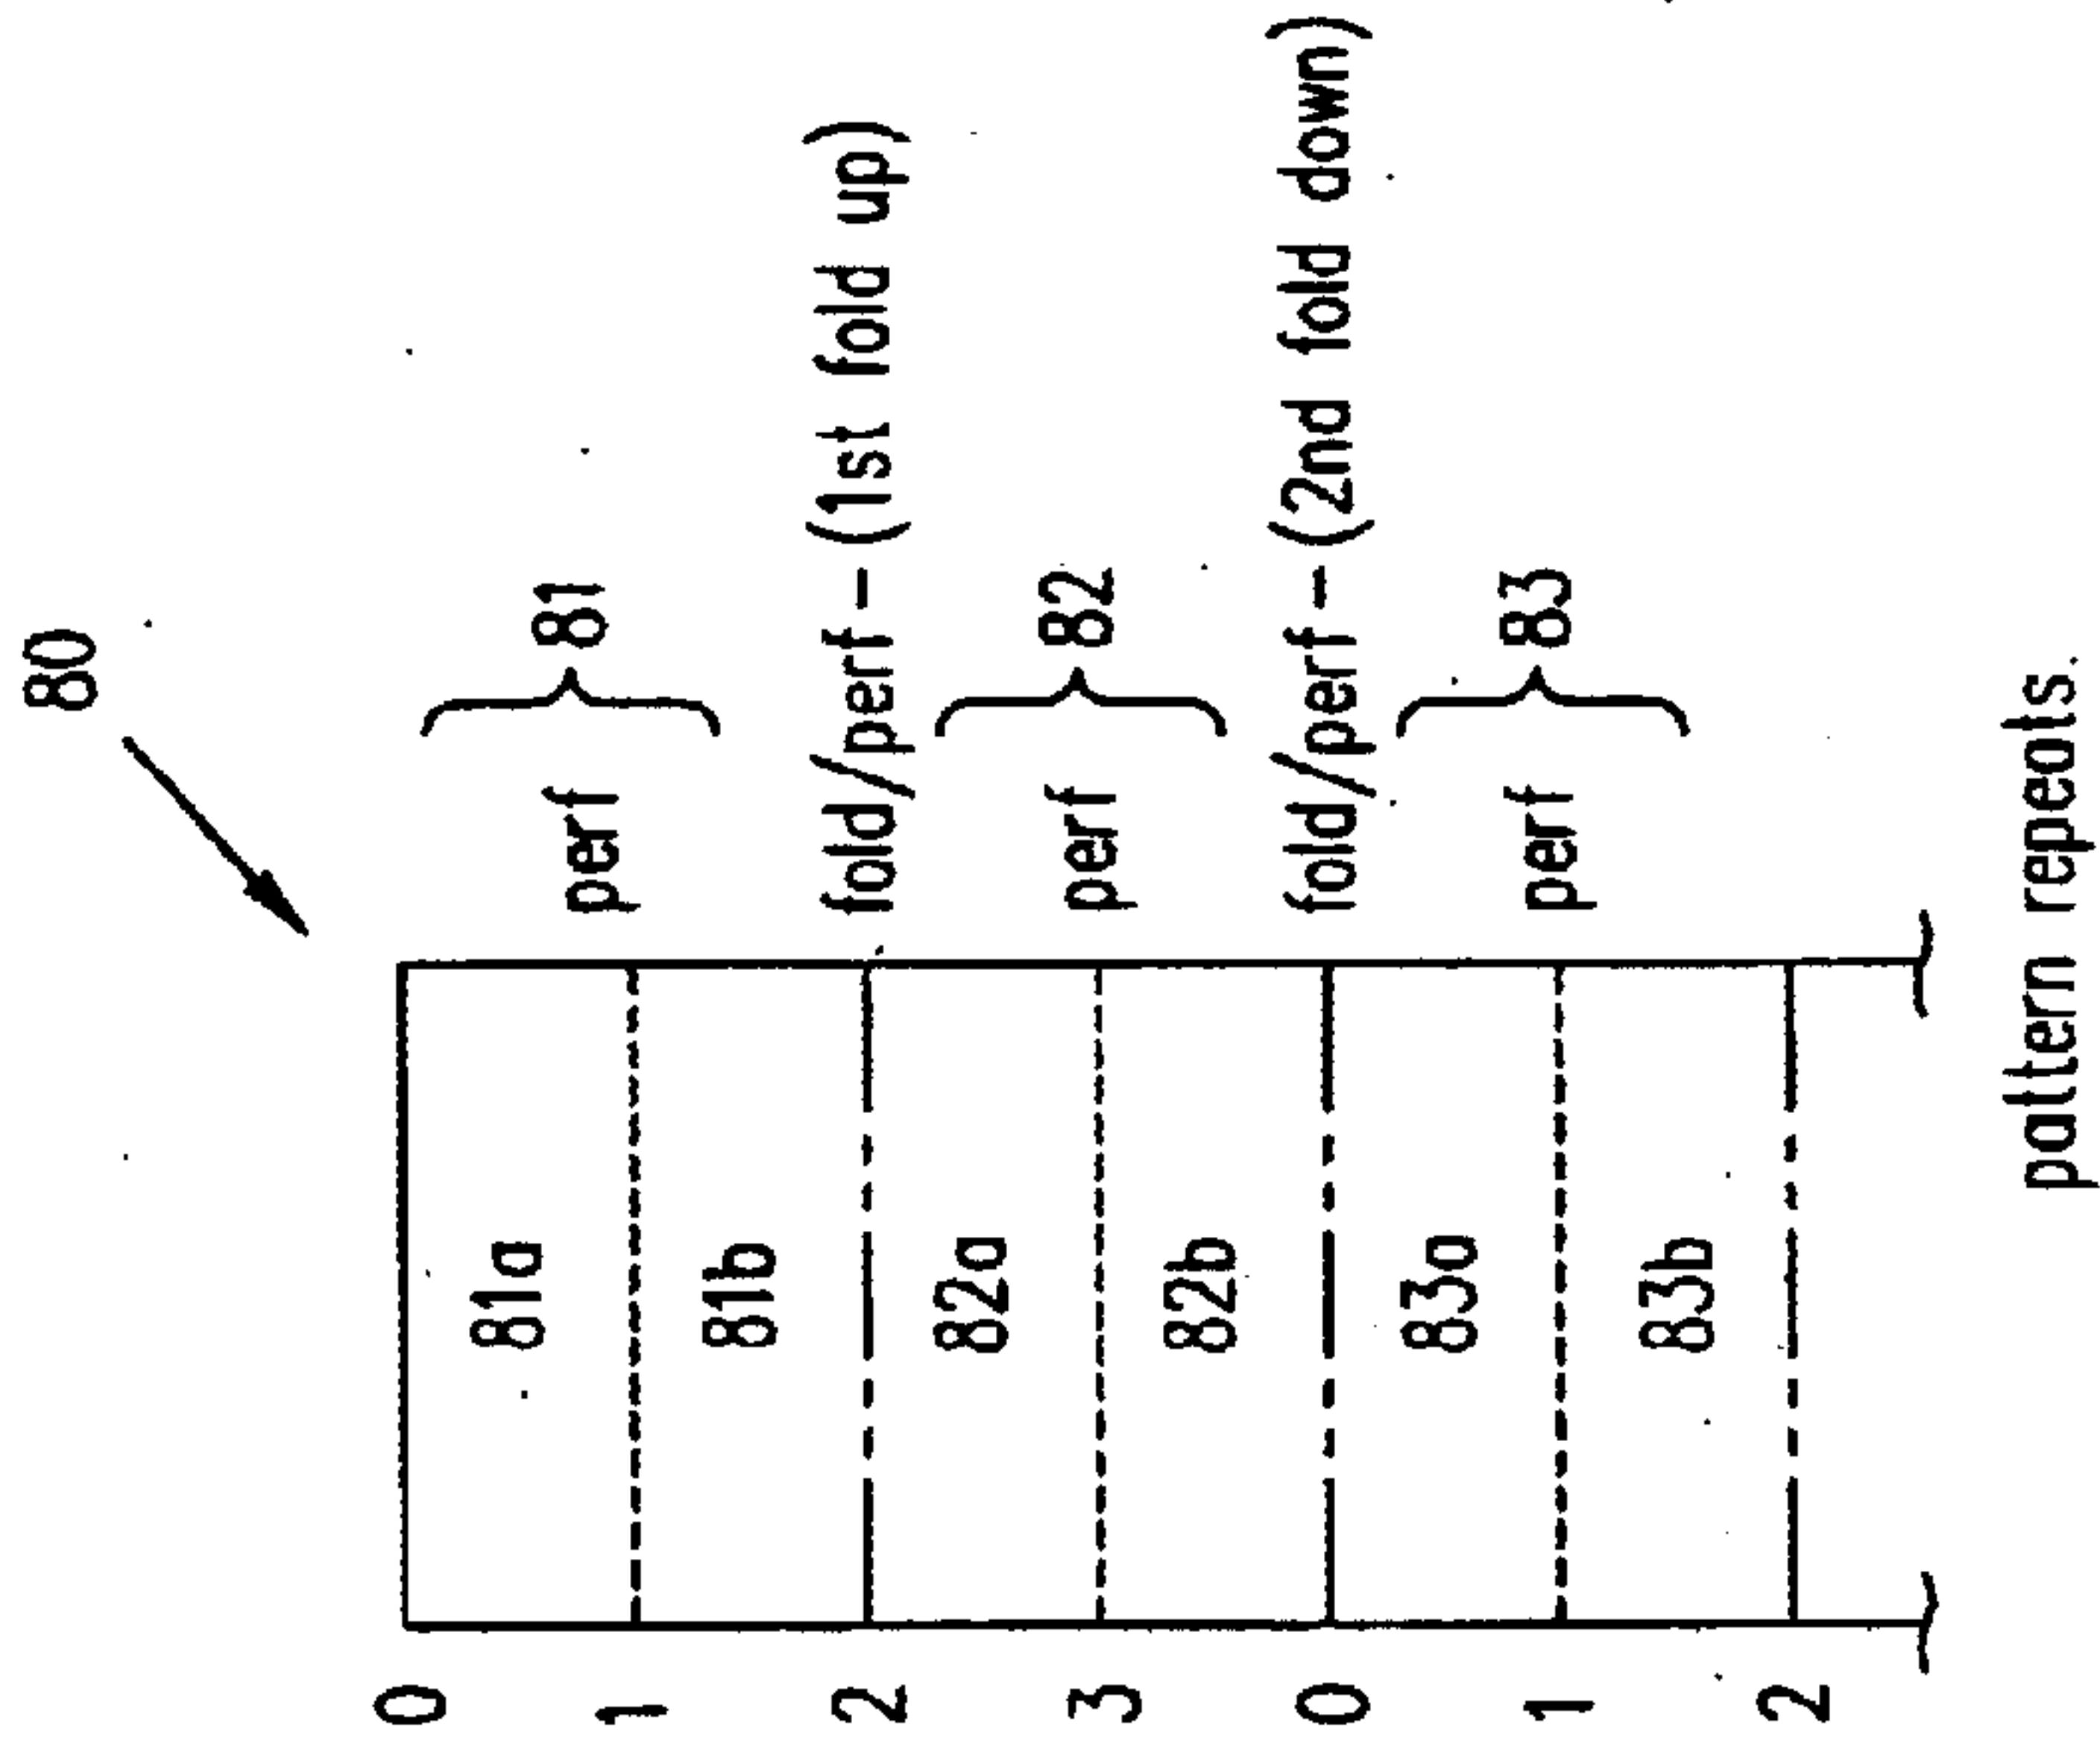 80
0
81a
1 perf 81
81b
2 fold/perf – (1st fold up)
82a
3 perf 82
82b
0 fold/perf – (2nd fold down)
83a
1 perf 83
83b
2
pattern repeats.